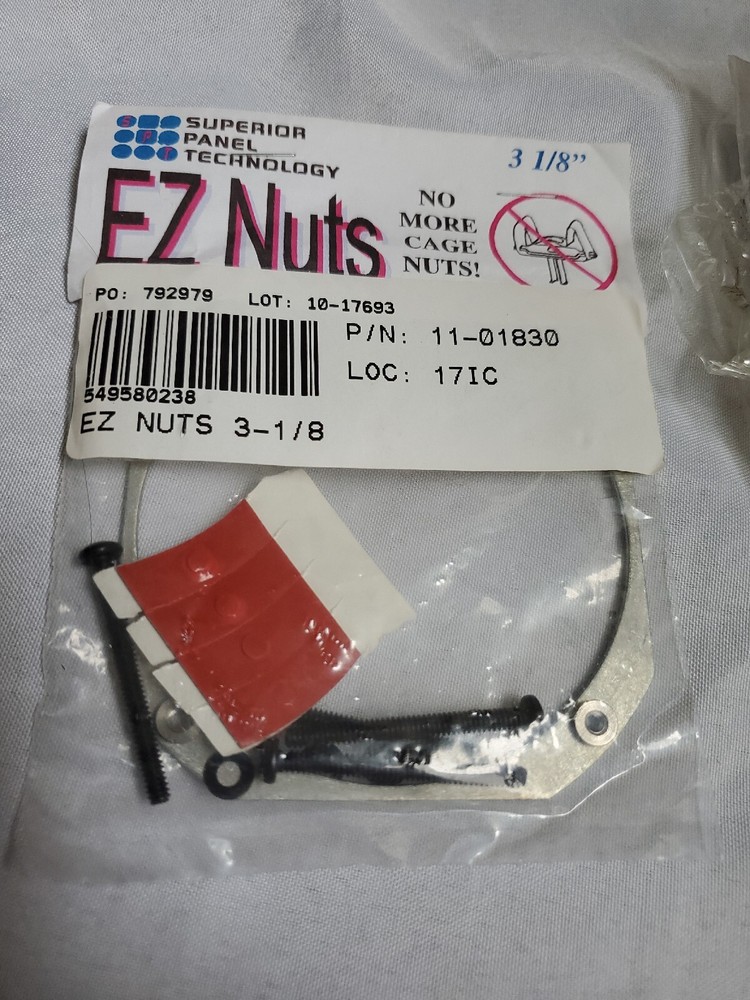 S P T
SUPERIOR
PANEL
TECHNOLOGY
3 1/8”
EZ Nuts
NO
MORE
CAGE
NUTS!
PO: 792979 LOT: 10-17693
P/N: 11-01830
LOC: 17IC
549580238
EZ NUTS 3-1/8